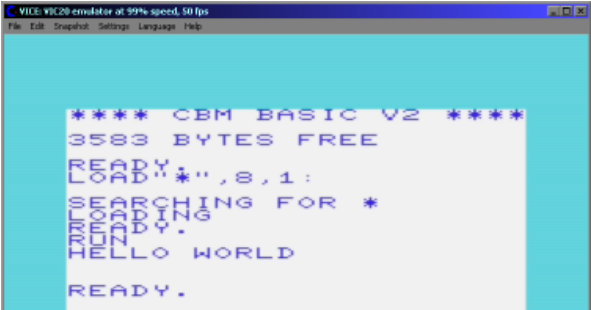 VICE: VIC20 emulator at 99% speed, 50 fps
File Edit Snapshot Settings Language Help
**** CBM BASIC V2 ****
3583 BYTES FREE
READY.
LOAD"*",8,1:
SEARCHING FOR *
LOADING
READY.
RUN
HELLO WORLD
READY.